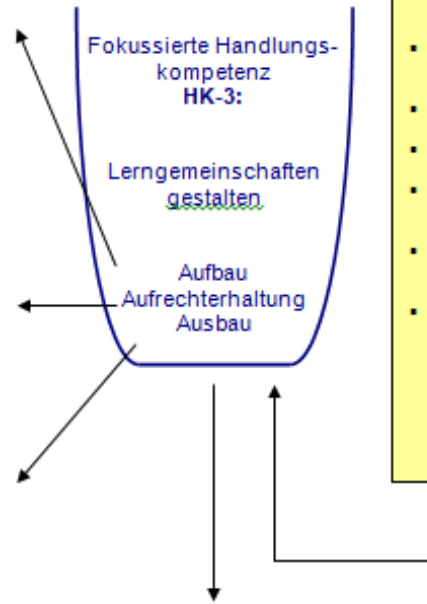 Fokussierte Handlungs-
kompetenz
HK-3:
Lerngemeinschaften
gestalten
Aufbau
Aufrechterhaltung
Ausbau